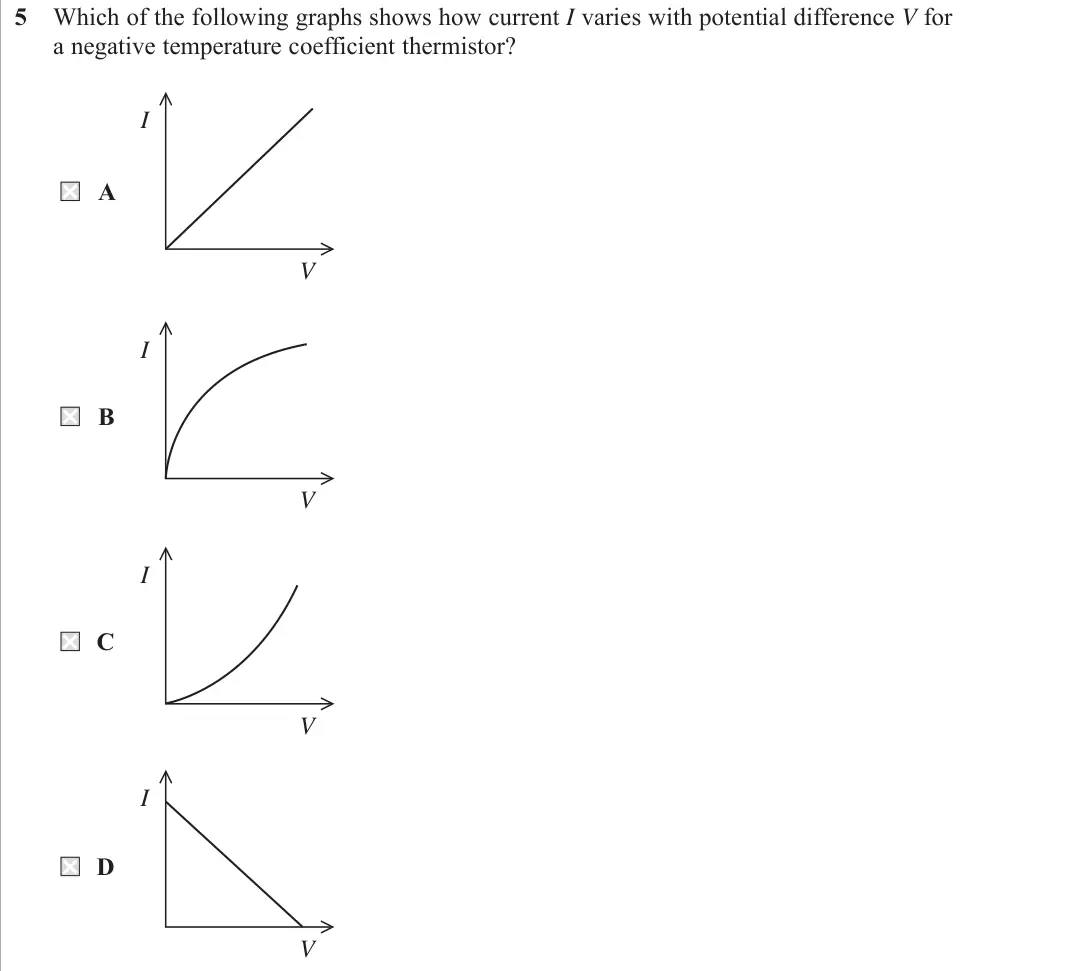 5 Which of the following graphs shows how current I varies with potential difference V for
a negative temperature coefficient thermistor?
I
A
V
I
B
V
I
C
V
I
D
V